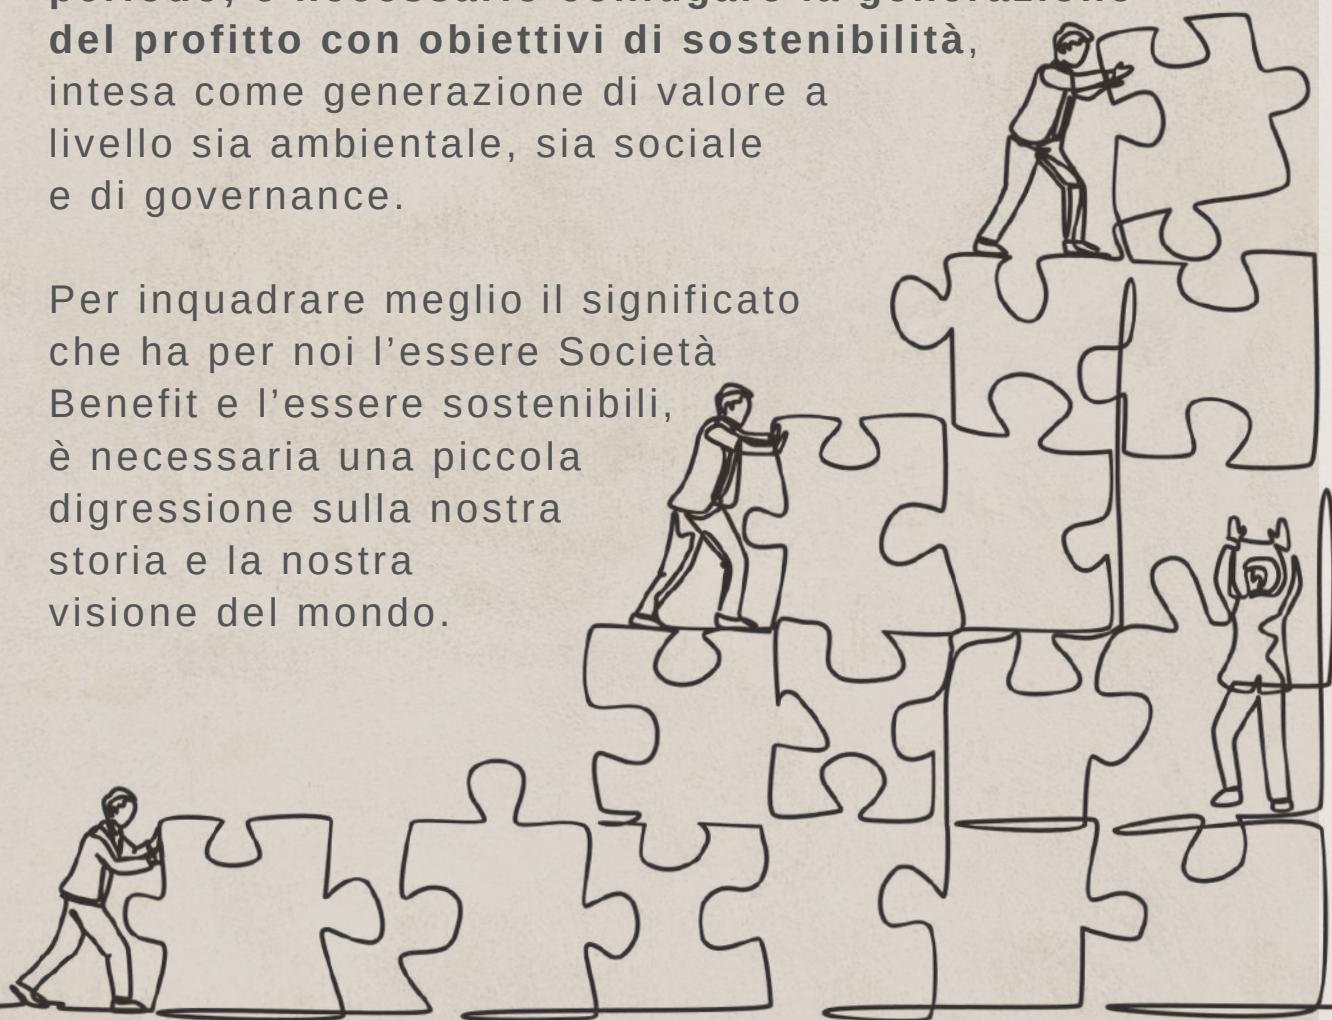 del profitto con obiettivi di sostenibilità,
intesa come generazione di valore a
livello sia ambientale, sia sociale
e di governance.
Per inquadrare meglio il significato
che ha per noi l’essere Società
Benefit e l’essere sostenibili,
è necessaria una piccola
digressione sulla nostra
storia e la nostra
visione del mondo.